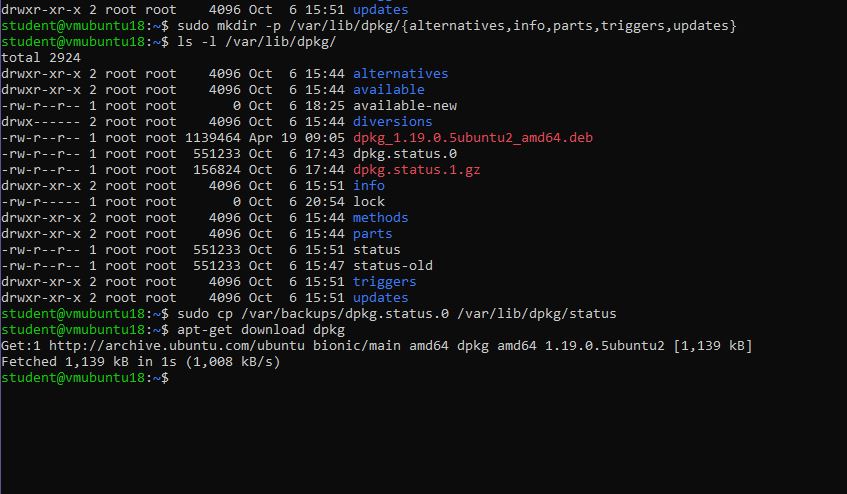 drwxr-xr-x 2 root root    4096 Oct  6 15:51 updates
student@vmubuntu18:~$ sudo mkdir -p /var/lib/dpkg/{alternatives,info,parts,triggers,updates}
student@vmubuntu18:~$ ls -l /var/lib/dpkg/
total 2924
drwxr-xr-x 2 root root    4096 Oct  6 15:44 alternatives
drwxr-xr-x 2 root root    4096 Oct  6 15:44 available
-rw-r--r-- 1 root root       0 Oct  6 18:25 available-new
drwx------ 2 root root    4096 Oct  6 15:44 diversions
-rw-r--r-- 1 root root 1139464 Apr 19 09:05 dpkg_1.19.0.5ubuntu2_amd64.deb
-rw-r--r-- 1 root root  551233 Oct  6 17:43 dpkg.status.0
-rw-r--r-- 1 root root  156824 Oct  6 17:44 dpkg.status.1.gz
drwxr-xr-x 2 root root    4096 Oct  6 15:51 info
-rw-r----- 1 root root       0 Oct  6 20:54 lock
drwxr-xr-x 2 root root    4096 Oct  6 15:44 methods
drwxr-xr-x 2 root root    4096 Oct  6 15:44 parts
-rw-r--r-- 1 root root  551233 Oct  6 15:51 status
-rw-r--r-- 1 root root  551233 Oct  6 15:47 status-old
drwxr-xr-x 2 root root    4096 Oct  6 15:51 triggers
drwxr-xr-x 2 root root    4096 Oct  6 15:51 updates
student@vmubuntu18:~$ sudo cp /var/backups/dpkg.status.0 /var/lib/dpkg/status
student@vmubuntu18:~$ apt-get download dpkg
Get:1 http://archive.ubuntu.com/ubuntu bionic/main amd64 dpkg amd64 1.19.0.5ubuntu2 [1,139 kB]
Fetched 1,139 kB in 1s (1,008 kB/s)
student@vmubuntu18:~$